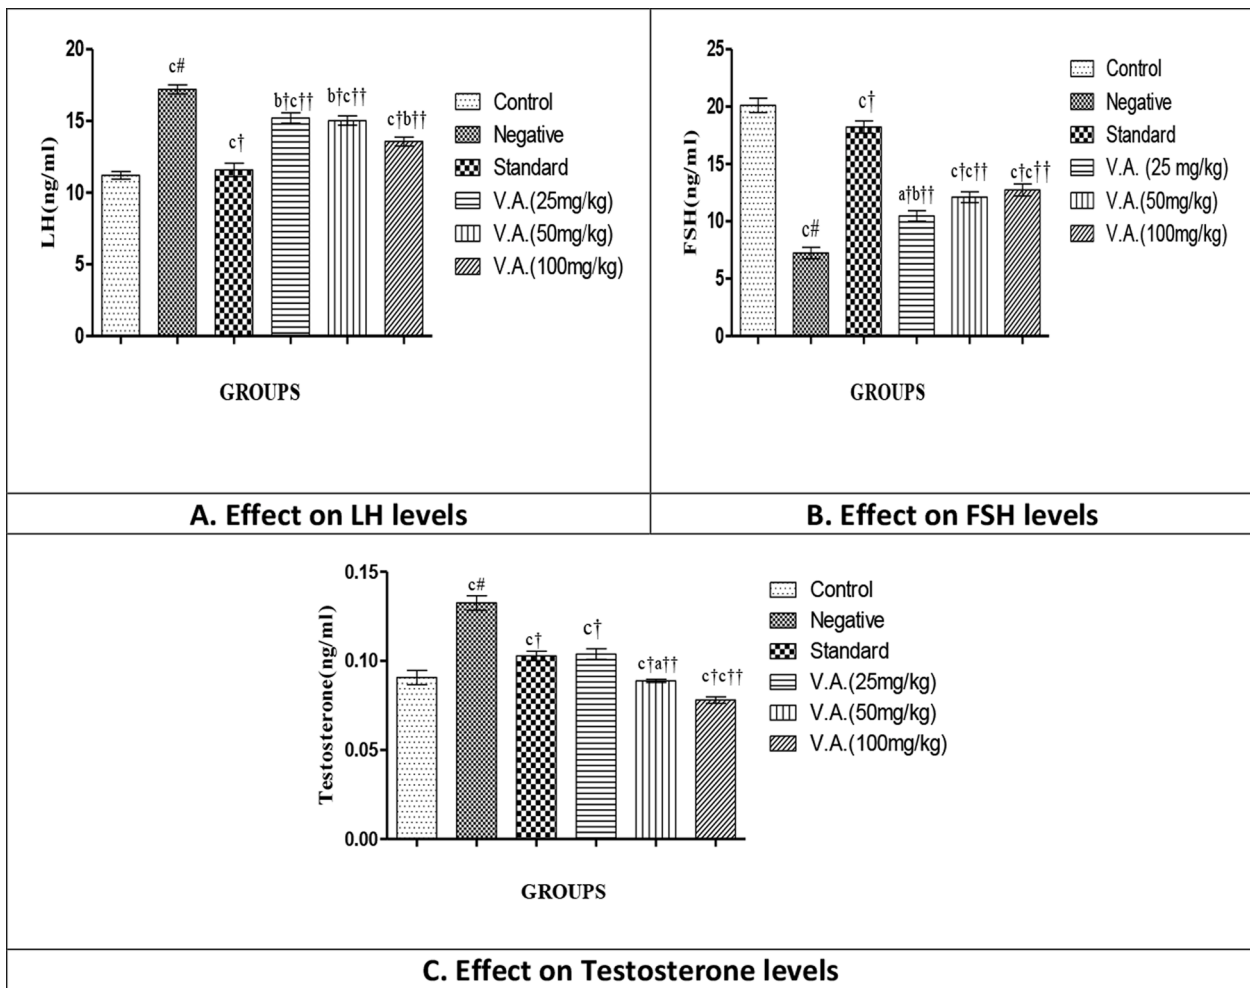 20
15
10
5
0
LH(ng/ml)
c#
c†
b†c††
b†c††
c†b††
GROUPS
Control
Negative
Standard
V.A.(25mg/kg)
V.A.(50mg/kg)
V.A.(100mg/kg)
25
20
15
10
5
0
FSH(ng/ml)
c#
c†
a†b††
c†c††
c†c††
GROUPS
Control
Negative
Standard
V.A. (25 mg/kg)
V.A.(50mg/kg)
V.A.(100mg/kg)
A. Effect on LH levels
B. Effect on FSH levels
0.15
0.10
0.05
0.00
Testosterone(ng/ml)
c#
c†
c†
c†a††
c†c††
GROUPS
Control
Negative
Standard
V.A.(25mg/kg)
V.A.(50mg/kg)
V.A.(100mg/kg)
C. Effect on Testosterone levels